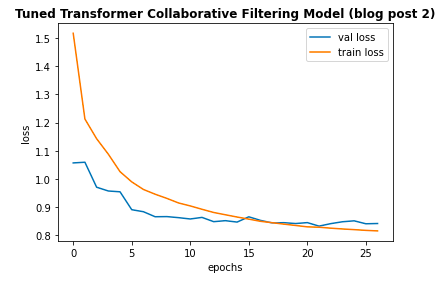 Tuned Transformer Collaborative Filtering Model (blog post 2)
val loss
train loss
1.5
1.4
1.3
1.2
1.1
1.0
0.9
0.8
loss
0
5
10
15
20
25
epochs